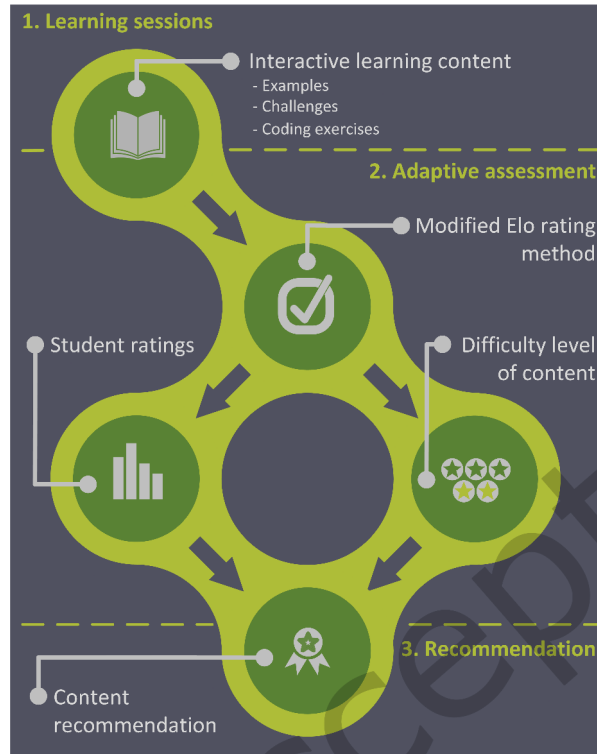 1. Learning sessions
Interactive learning content
- Examples
- Challenges
- Coding exercises
2. Adaptive assessment
Modified Elo rating
method
Student ratings
Difficulty level
of content
3. Recommendation
Content
recommendation